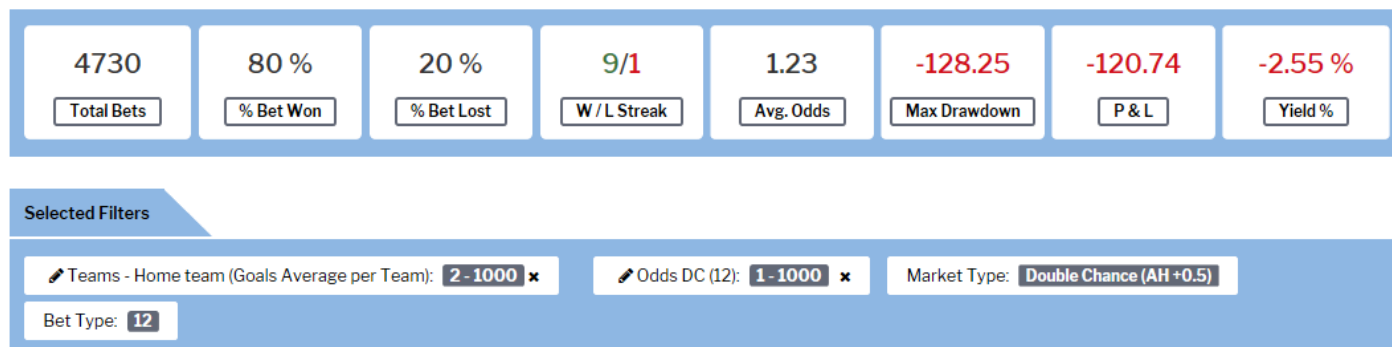 4730 80 % 20 % 9/1 1.23 -128.25 -120.74 -2.55 %
Total Bets % Bet Won % Bet Lost W / L Streak Avg. Odds Max Drawdown P & L Yield %
Selected Filters
Teams - Home team (Goals Average per Team): 2 - 1000 × Odds DC (12): 1 - 1000 × Market Type: Double Chance (AH +0.5)
Bet Type: 12